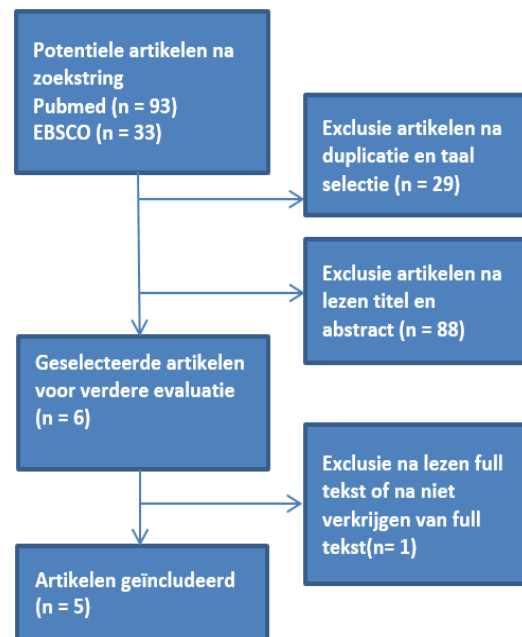 Potentiele artikelen na
zoekstring
Pubmed (n = 93)
EBSCO (n = 33)
Exclusie artikelen na
duplicatie en taal
selectie (n = 29)
Exclusie artikelen na
lezen titel en
abstract (n = 88)
Geselecteerde artikelen
voor verdere evaluatie
(n = 6)
Exclusie na lezen full
tekst of na niet
verkrijgen van full
tekst(n= 1)
Artikelen geïncludeerd
(n = 5)